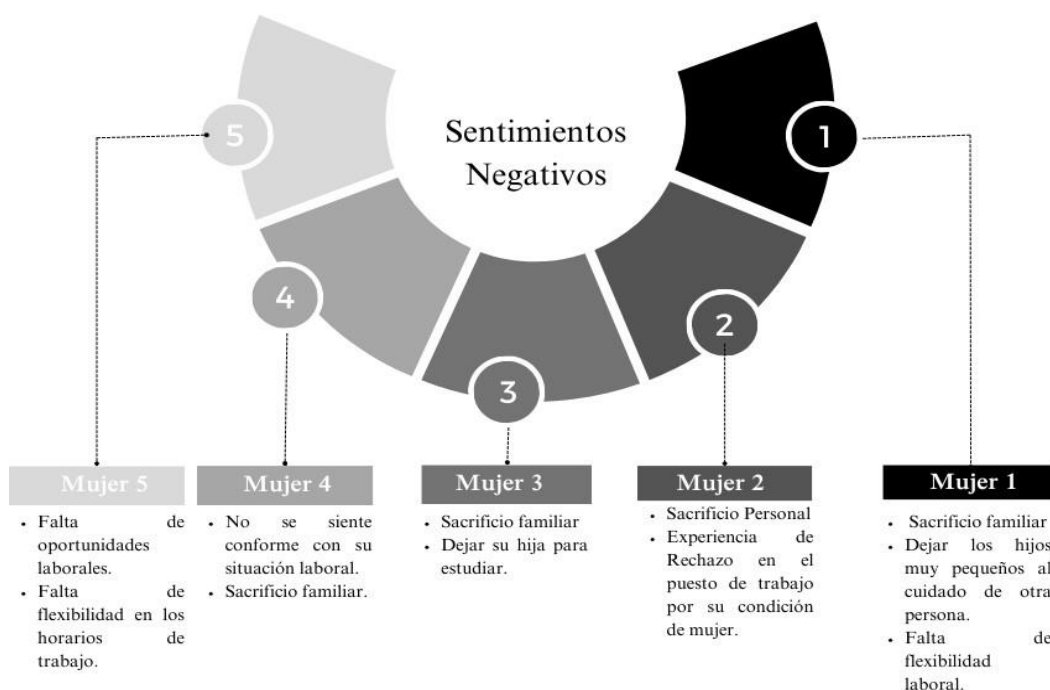 Sentimientos
Negativos
1
2
3
4
5
Mujer 5
• Falta de
oportunidades
laborales.
• Falta de
flexibilidad en los
horarios de
trabajo.
Mujer 4
• No se siente
conforme con su
situación laboral.
• Sacrificio familiar.
Mujer 3
• Sacrificio familiar
• Dejar su hija para
estudiar.
Mujer 2
• Sacrificio Personal
• Experiencia de
Rechazo en el
puesto de trabajo
por su condición
de mujer.
Mujer 1
• Sacrificio familiar
• Dejar los hijos
muy pequeños al
cuidado de otra
persona.
• Falta de
flexibilidad
laboral.